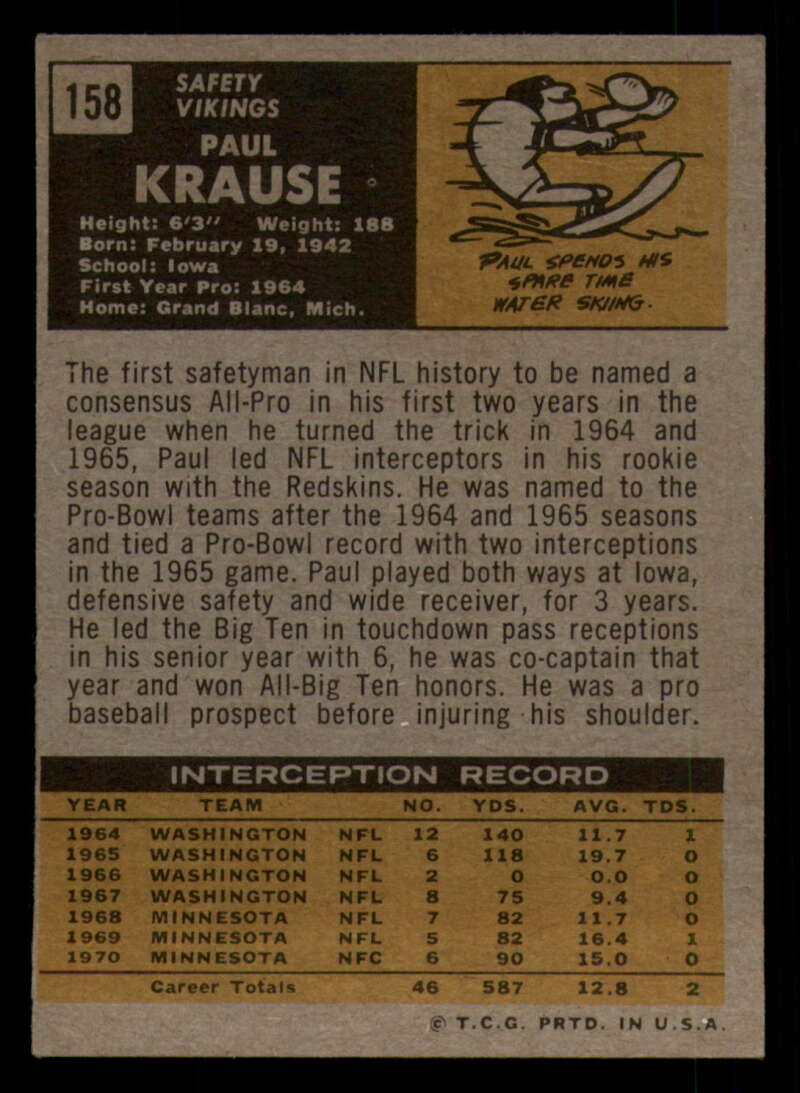 158
SAFETY
VIKINGS
PAUL
KRAUSE
Height: 6'3" Weight: 188
Born: February 19, 1942
School: Iowa
First Year Pro: 1964
Home: Grand Blanc, Mich.
PAUL SPENDS HIS
SPARE TIME
WATER SKIING.
The first safetyman in NFL history to be named a
consensus All-Pro in his first two years in the
league when he turned the trick in 1964 and
1965, Paul led NFL interceptors in his rookie
season with the Redskins. He was named to the
Pro-Bowl teams after the 1964 and 1965 seasons
and tied a Pro-Bowl record with two interceptions
in the 1965 game. Paul played both ways at Iowa,
defensive safety and wide receiver, for 3 years.
He led the Big Ten in touchdown pass receptions
in his senior year with 6, he was co-captain that
year and won All-Big Ten honors. He was a pro
baseball prospect before injuring his shoulder.
INTERCEPTION RECORD
YEAR TEAM NO. YDS. AVG. TDS.
1964 WASHINGTON NFL 12 140 11.7 1
1965 WASHINGTON NFL 6 118 19.7 0
1966 WASHINGTON NFL 2 0 0.0 0
1967 WASHINGTON NFL 8 75 9.4 0
1968 MINNESOTA NFL 7 82 11.7 0
1969 MINNESOTA NFL 5 82 16.4 1
1970 MINNESOTA NFC 6 90 15.0 0
Career Totals 46 587 12.8 2
© T.C.G. PRTD. IN U.S.A.